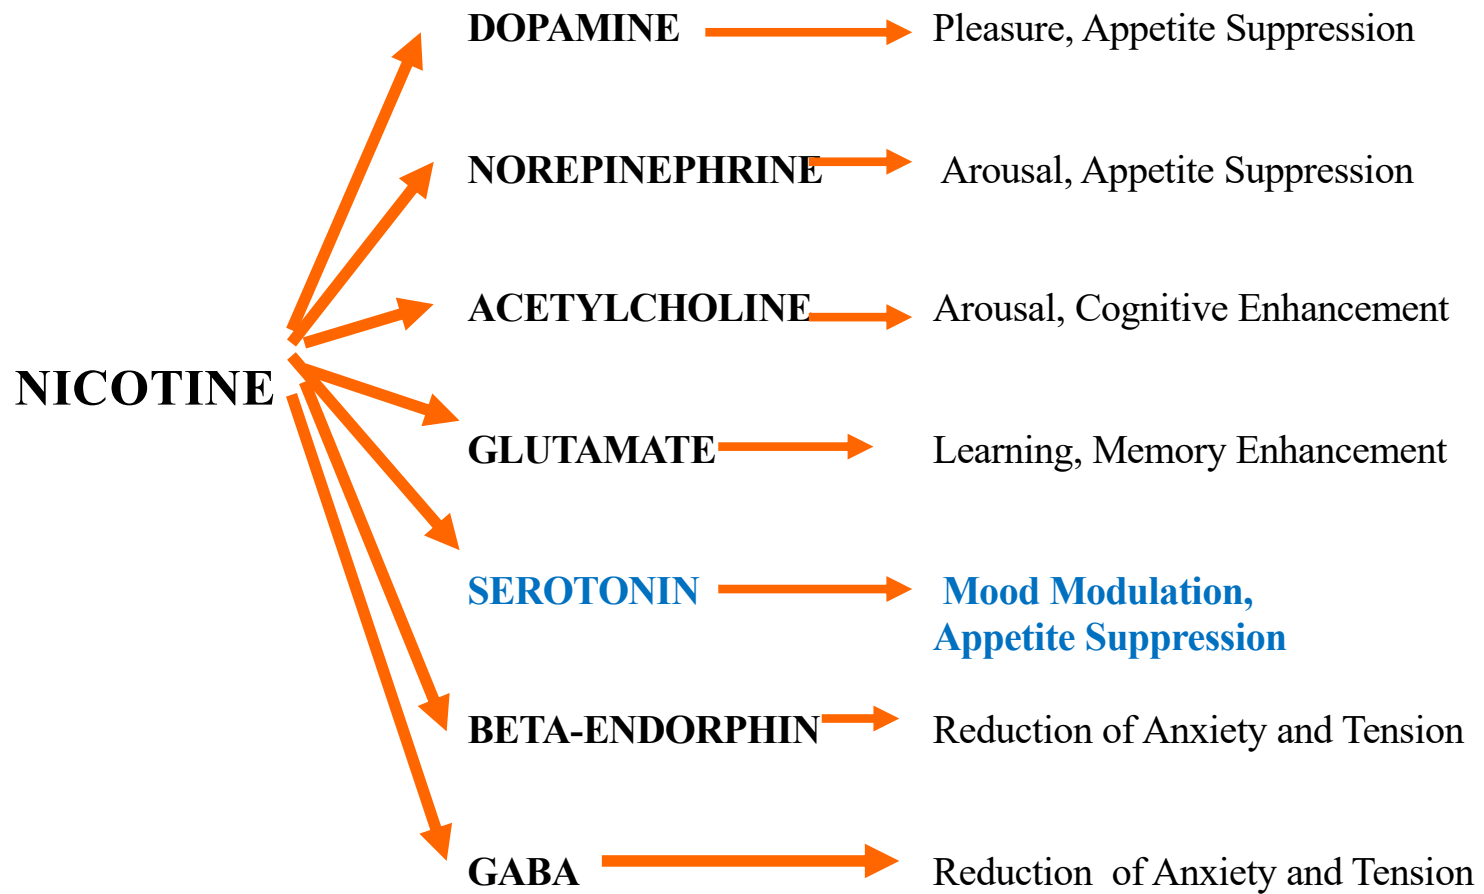 DOPAMINE Pleasure, Appetite Suppression
NOREPINEPHRINE Arousal, Appetite Suppression
ACETYLCHOLINE Arousal, Cognitive Enhancement
NICOTINE
GLUTAMATE Learning, Memory Enhancement
SEROTONIN Mood Modulation,
Appetite Suppression
BETA-ENDORPHIN Reduction of Anxiety and Tension
GABA Reduction of Anxiety and Tension